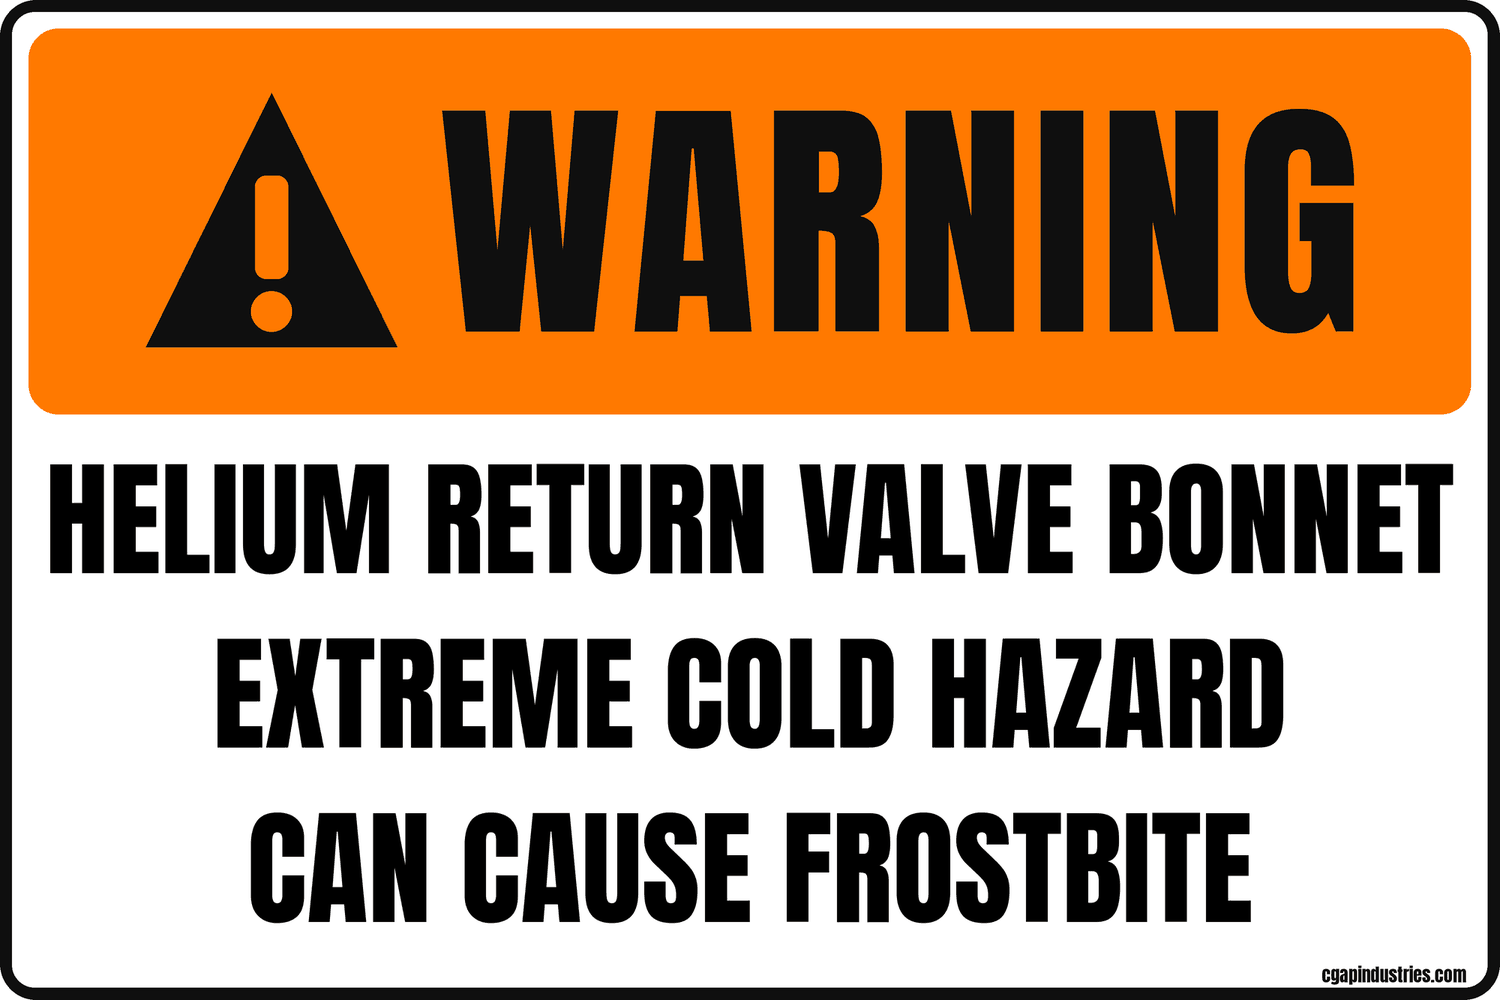 WARNING
HELIUM RETURN VALVE BONNET
EXTREME COLD HAZARD
CAN CAUSE FROSTBITE
cgapindustries.com